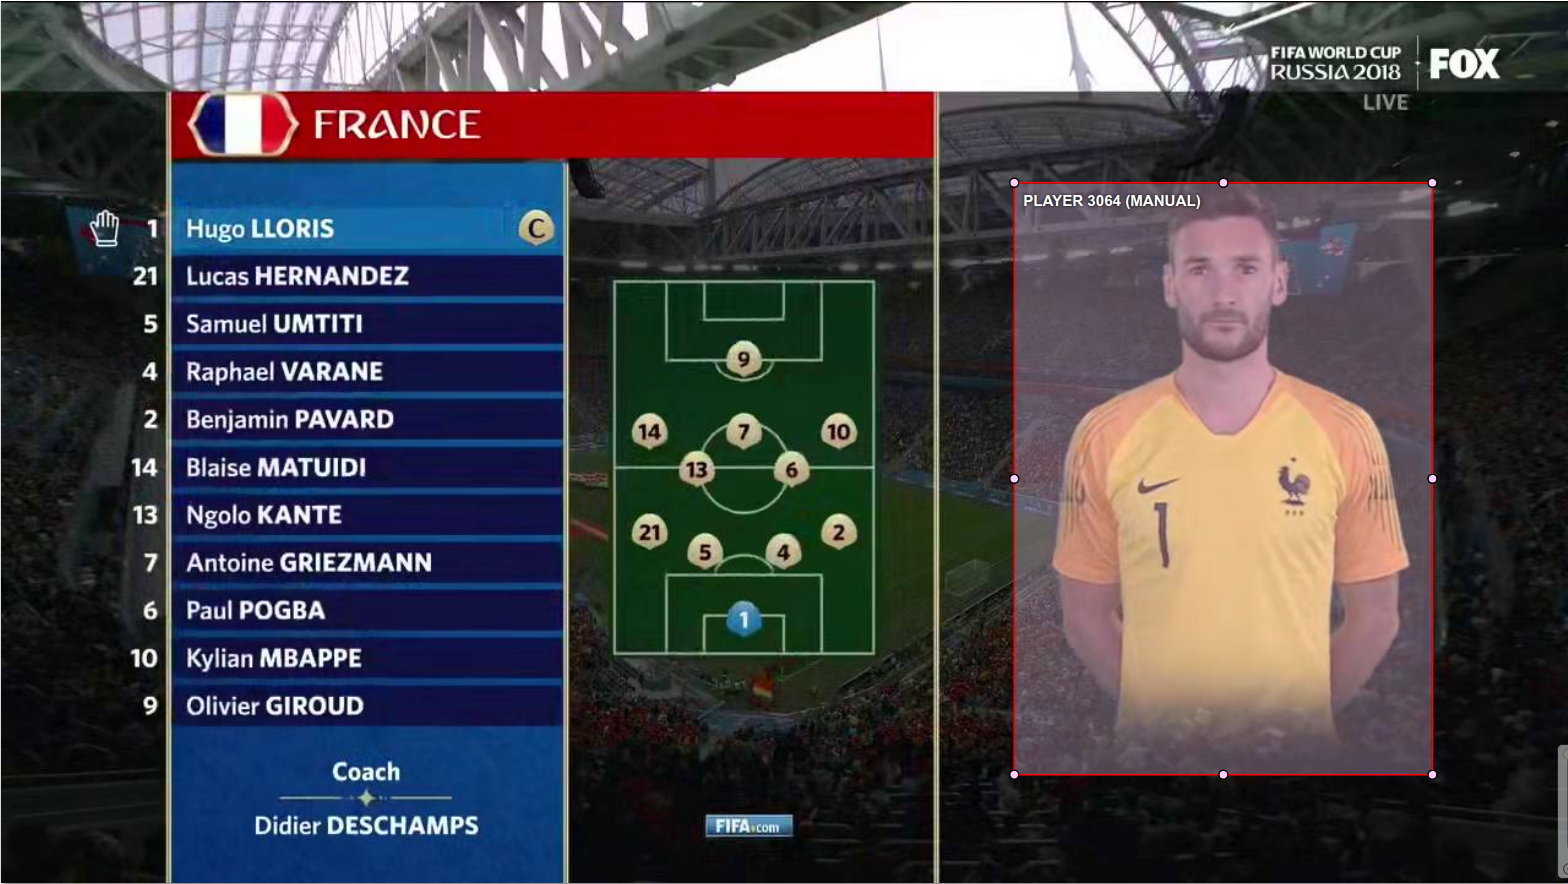 FIFA WORLD CUP
RUSSIA 2018
FOX
LIVE
FRANCE
1 Hugo LLORIS C
21 Lucas HERNANDEZ
5 Samuel UMTITI
4 Raphael VARANE
2 Benjamin PAVARD
14 Blaise MATUIDI
13 Ngolo KANTE
7 Antoine GRIEZMANN
6 Paul POGBA
10 Kylian MBAPPE
9 Olivier GIROUD
Coach
Didier DESCHAMPS
9
14 7 10
13 6
21 2
5 4
1
FIFA.com
PLAYER 3064 (MANUAL)
1